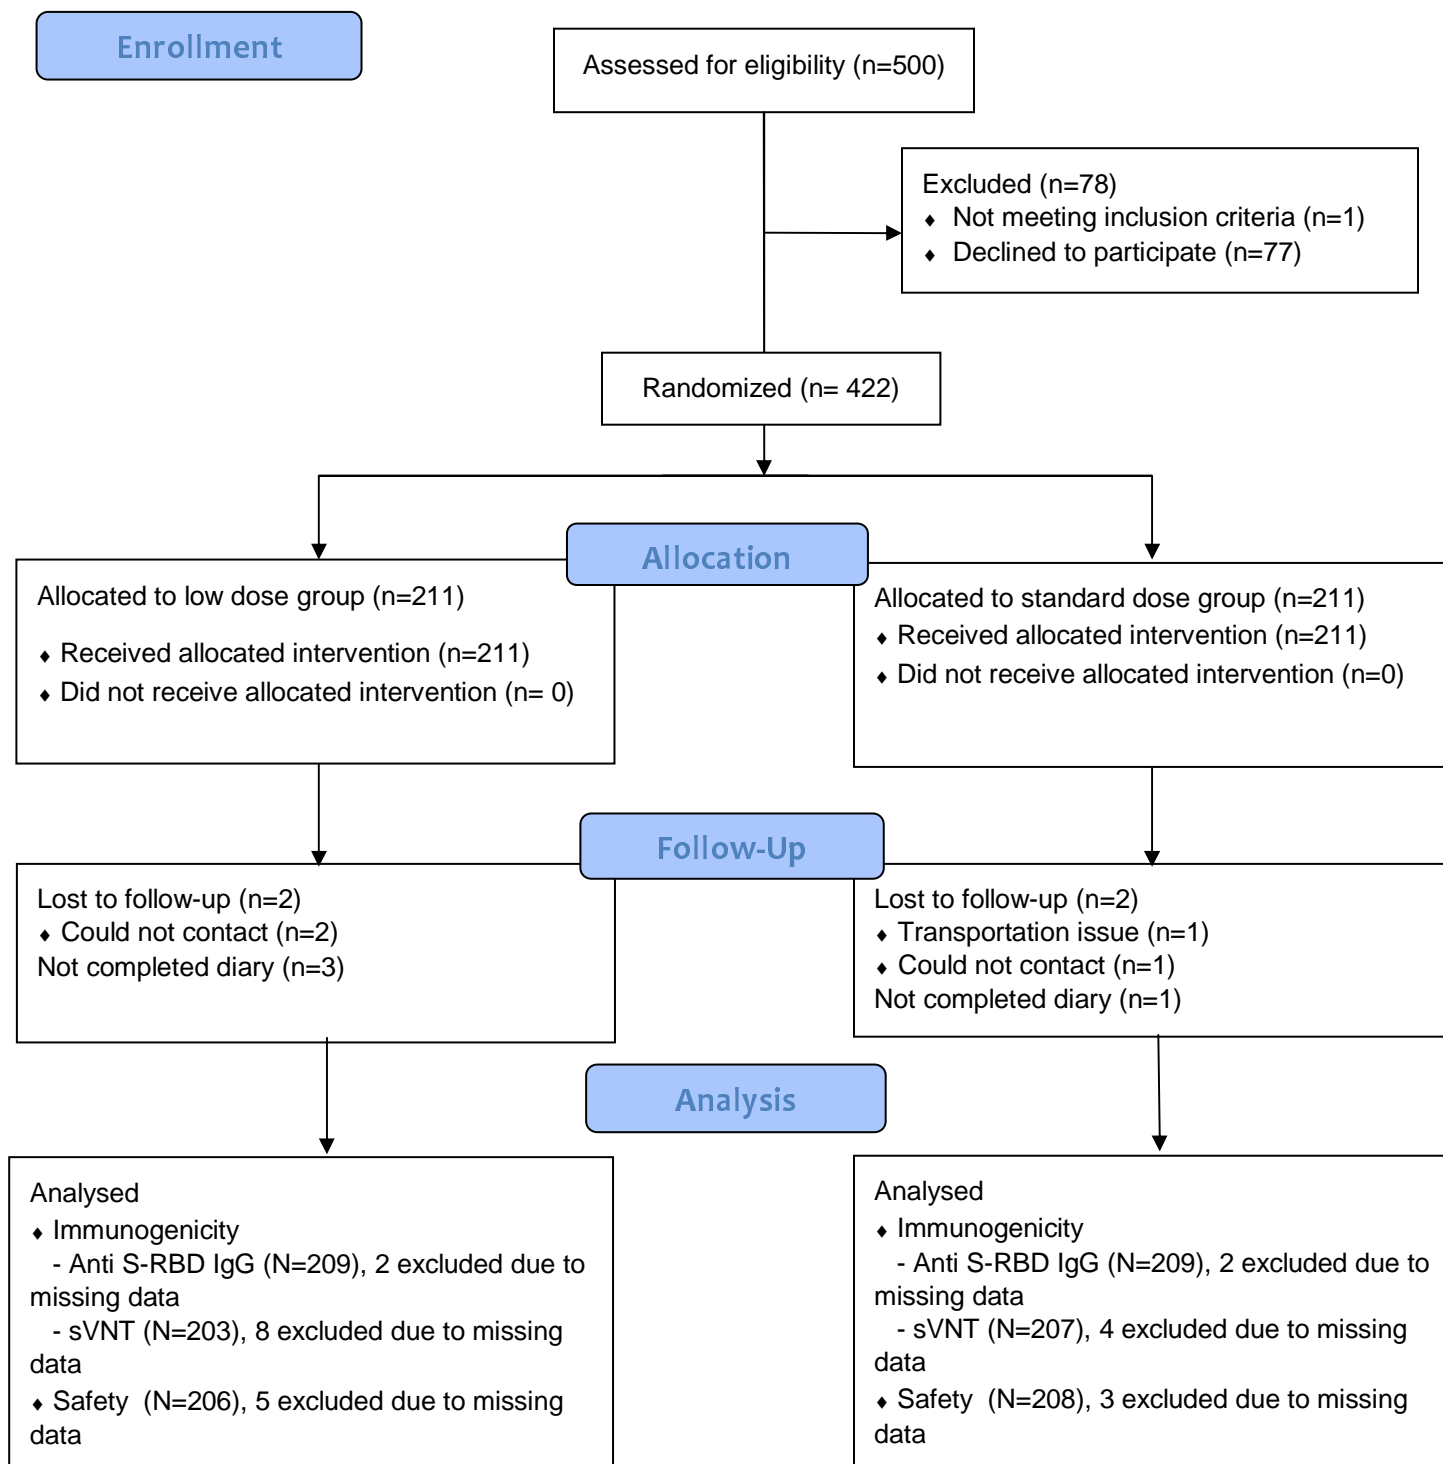 Enrollment
Assessed for eligibility (n=500)
Excluded (n=78)
♦ Not meeting inclusion criteria (n=1)
♦ Declined to participate (n=77)
Randomized (n= 422)
Allocation
Allocated to low dose group (n=211)
♦ Received allocated intervention (n=211)
♦ Did not receive allocated intervention (n= 0)
Allocated to standard dose group (n=211)
♦ Received allocated intervention (n=211)
♦ Did not receive allocated intervention (n=0)
Follow-Up
Lost to follow-up (n=2)
♦ Could not contact (n=2)
Not completed diary (n=3)
Lost to follow-up (n=2)
♦ Transportation issue (n=1)
♦ Could not contact (n=1)
Not completed diary (n=1)
Analysis
Analysed
♦ Immunogenicity
- Anti S-RBD IgG (N=209), 2 excluded due to
missing data
- sVNT (N=203), 8 excluded due to missing
data
♦ Safety (N=206), 5 excluded due to missing
data
Analysed
♦ Immunogenicity
- Anti S-RBD IgG (N=209), 2 excluded due to
missing data
- sVNT (N=207), 4 excluded due to missing
data
♦ Safety (N=208), 3 excluded due to missing
data